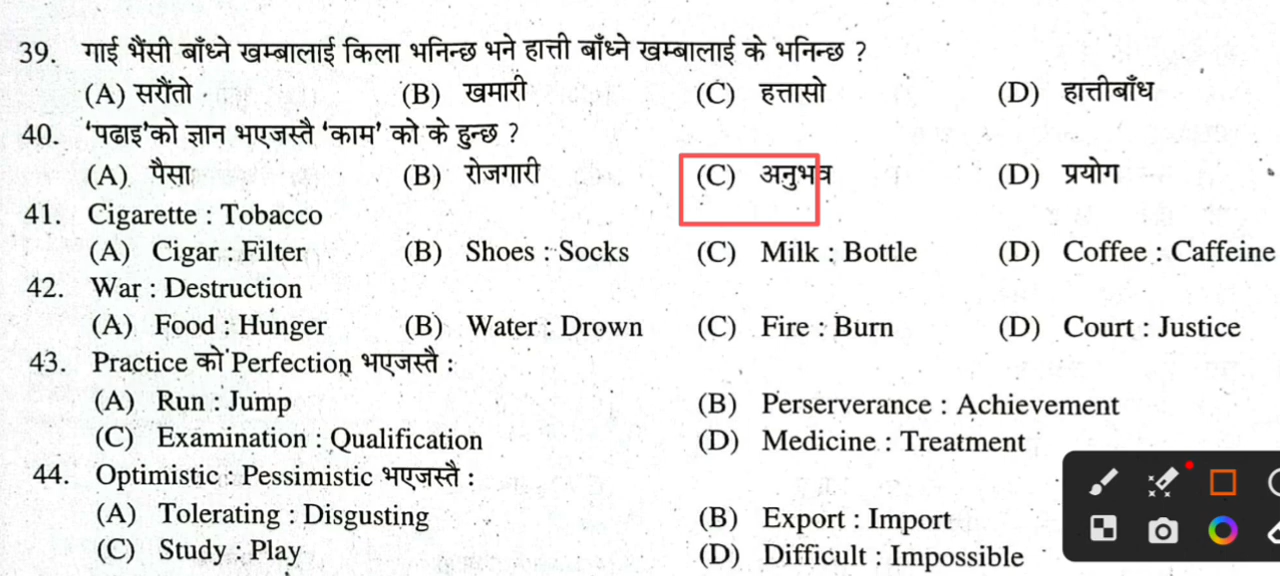 39. गाई भैंसी बाँध्ने खम्बालाई किला भनिन्छ भने हात्ती बाँध्ने खम्बालाई के भनिन्छ ?
(A) सरौंतो (B) खमारी (C) हत्तासो (D) हात्तीबाँध
40. ‘पढाइ’को ज्ञान भएजस्तै ‘काम’ को के हुन्छ ?
(A) पैसा (B) रोजगारी (C) अनुभव (D) प्रयोग
41. Cigarette : Tobacco
(A) Cigar : Filter (B) Shoes : Socks (C) Milk : Bottle (D) Coffee : Caffeine
42. War : Destruction
(A) Food : Hunger (B) Water : Drown (C) Fire : Burn (D) Court : Justice
43. Practice को Perfection भएजस्तै :
(A) Run : Jump (B) Perserverance : Achievement
(C) Examination : Qualification (D) Medicine : Treatment
44. Optimistic : Pessimistic भएजस्तै :
(A) Tolerating : Disgusting (B) Export : Import
(C) Study : Play (D) Difficult : Impossible